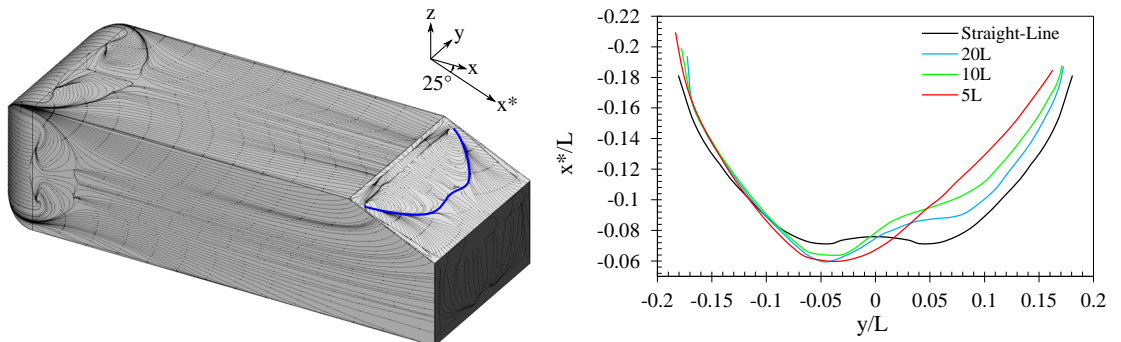 z
y
x
25°
x*
-0.22
-0.2
-0.18
-0.16
-0.14
-0.12
-0.1
-0.08
-0.06
x*/L
Straight-Line
20L
10L
5L
-0.2 -0.15 -0.1 -0.05 0 0.05 0.1 0.15 0.2
y/L